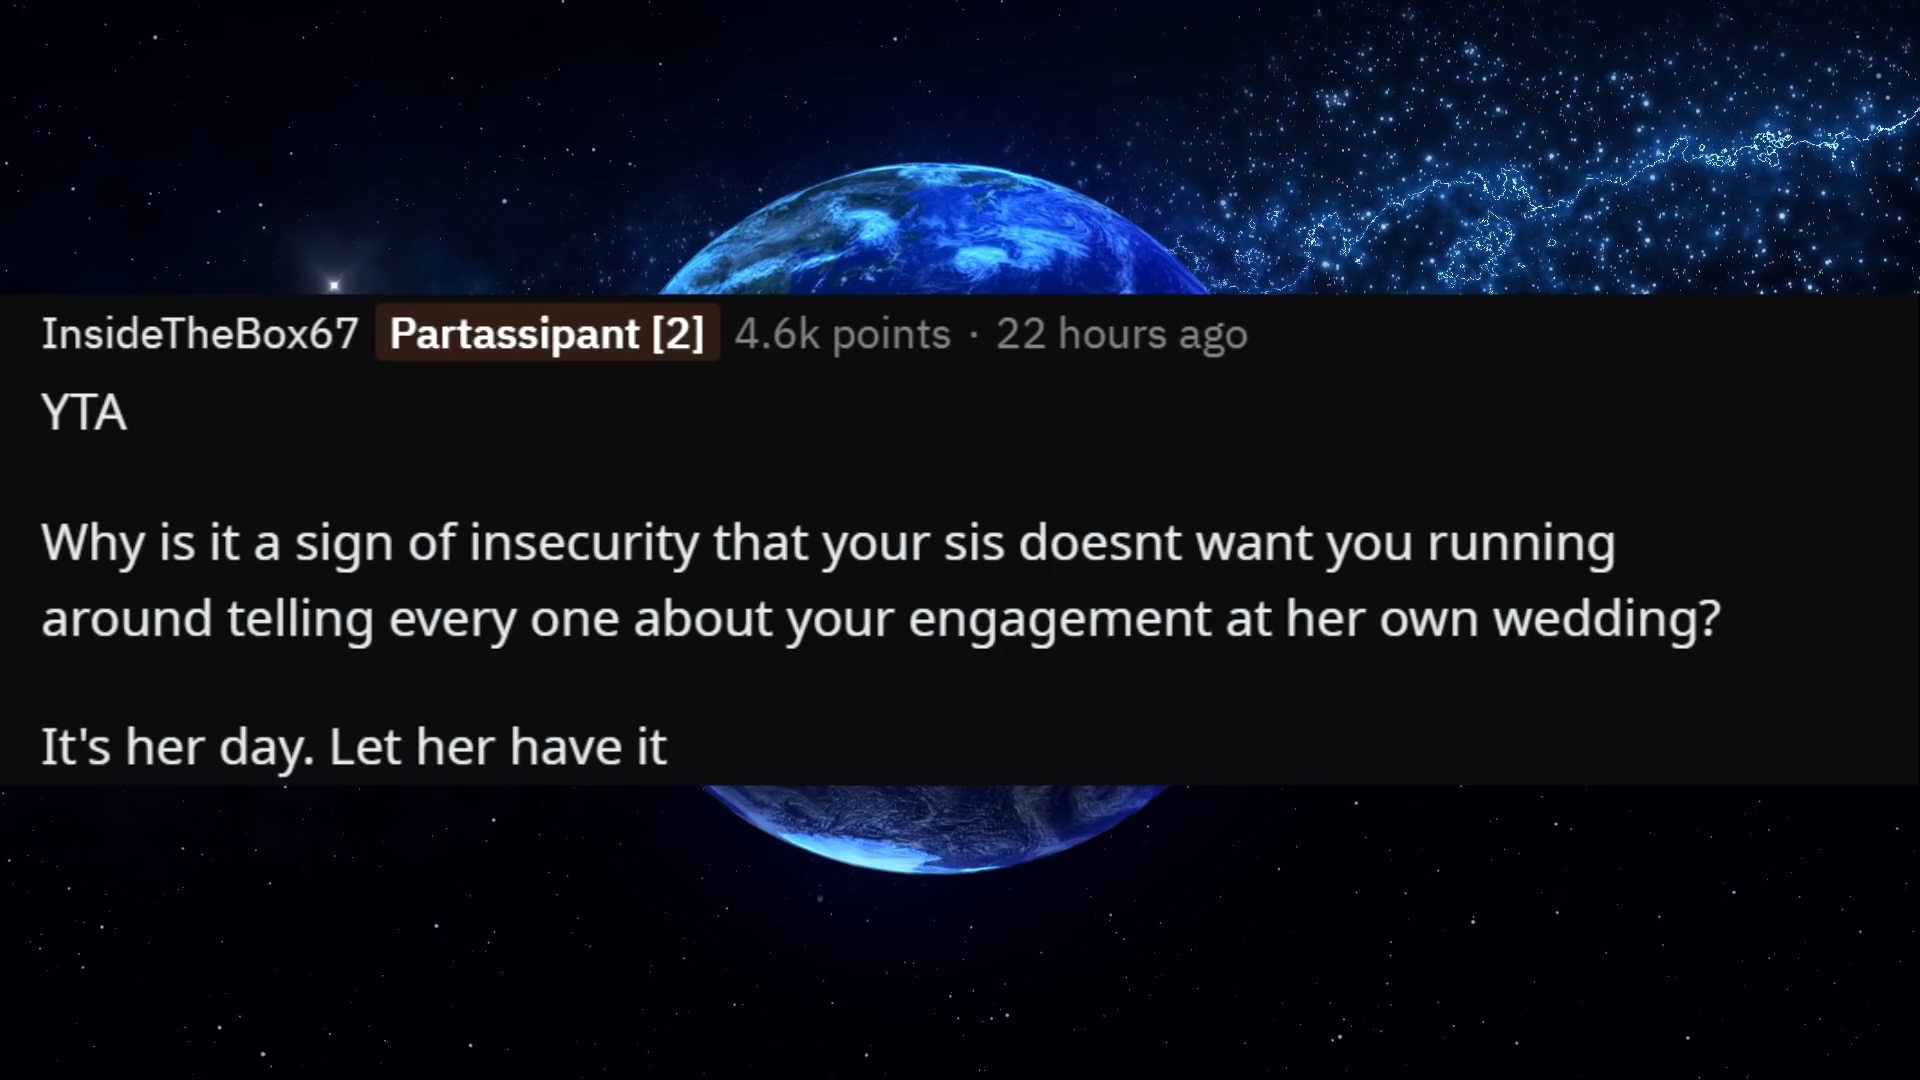 InsideTheBox67 Partassipant [2] 4.6k points · 22 hours ago
YTA
Why is it a sign of insecurity that your sis doesnt want you running
around telling every one about your engagement at her own wedding?
It's her day. Let her have it